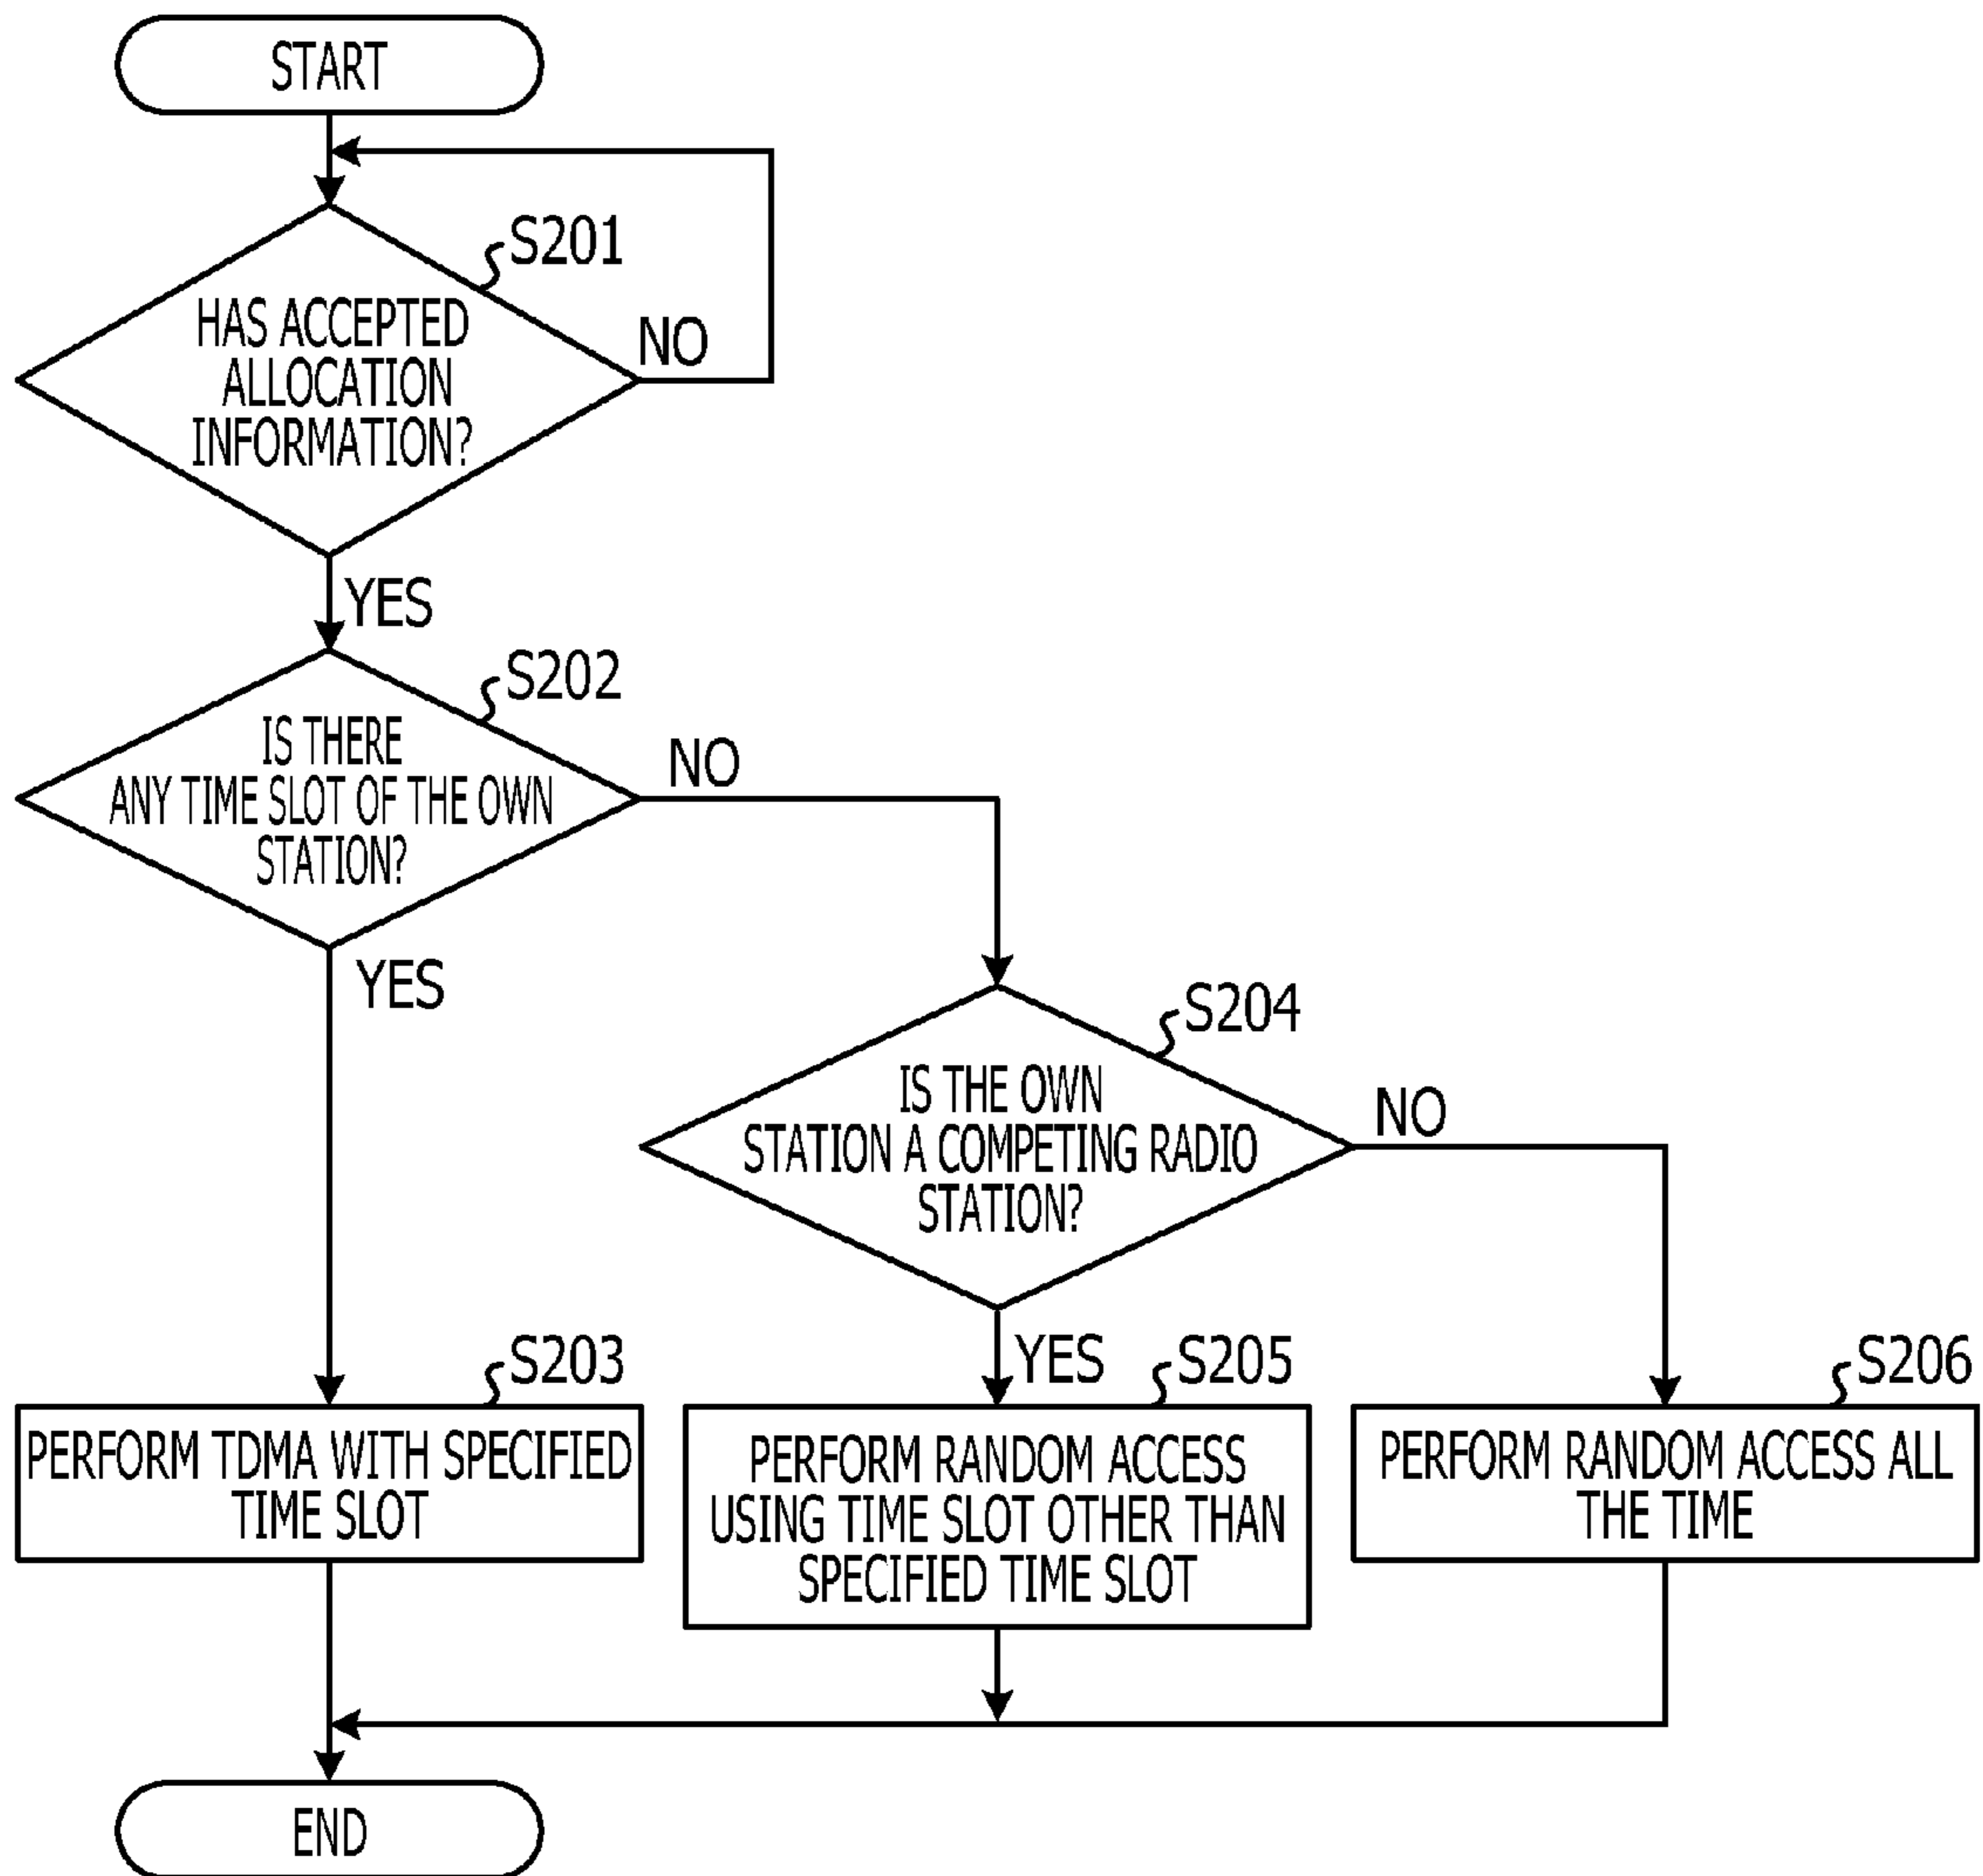 START
S201
HAS ACCEPTED
ALLOCATION
INFORMATION?
NO
YES
S202
IS THERE
ANY TIME SLOT OF THE OWN
STATION?
NO
YES
S204
IS THE OWN
STATION A COMPETING RADIO
STATION?
NO
YES
S203
PERFORM TDMA WITH SPECIFIED
TIME SLOT
S205
PERFORM RANDOM ACCESS
USING TIME SLOT OTHER THAN
SPECIFIED TIME SLOT
S206
PERFORM RANDOM ACCESS ALL
THE TIME
END